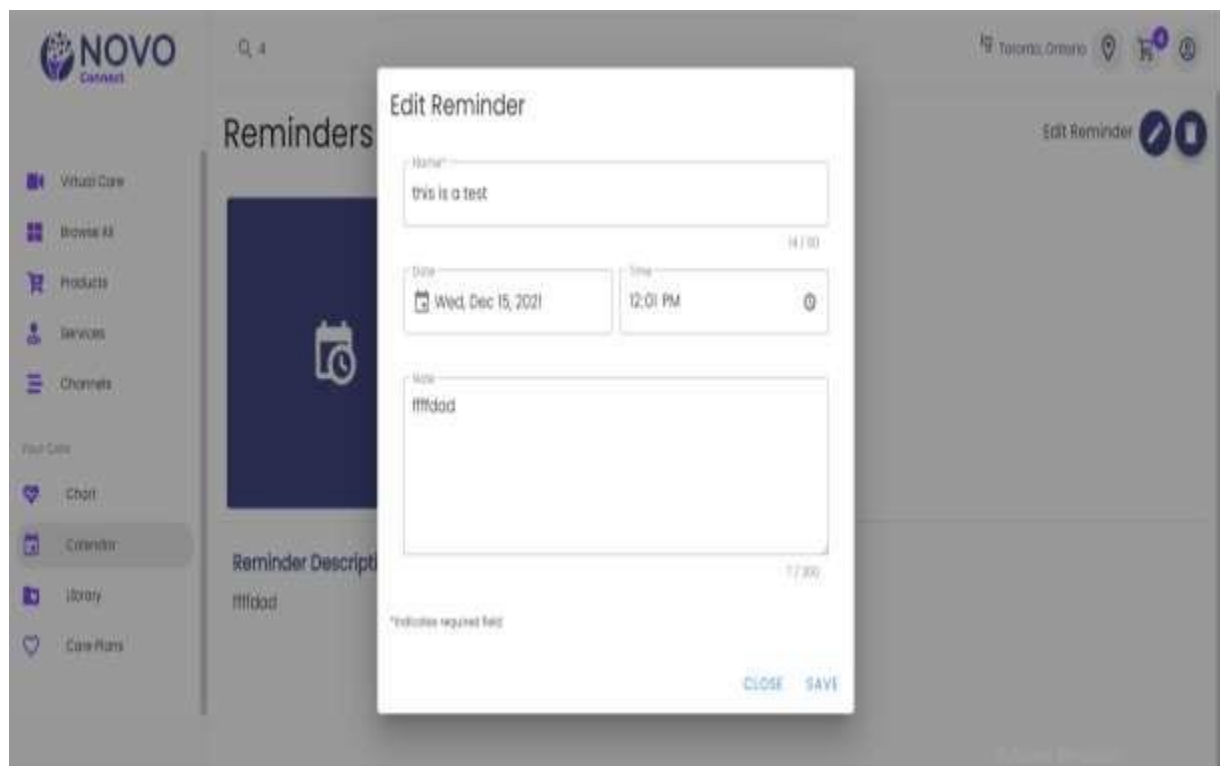 NOVO
Connect
4
Toronto, Ontario
4
Reminders
Edit Reminder
Virtual Care
Browse All
Products
Services
Channels
Your Care
Chart
Calendar
Library
Care Plans
Reminder Descripti
ffffdad
Edit Reminder
Name*
this is a test
Date
Wed, Dec 15, 2021
Time
12:01 PM
Note
ffffdad
7 / 300
*Indicates required field
CLOSE SAVE